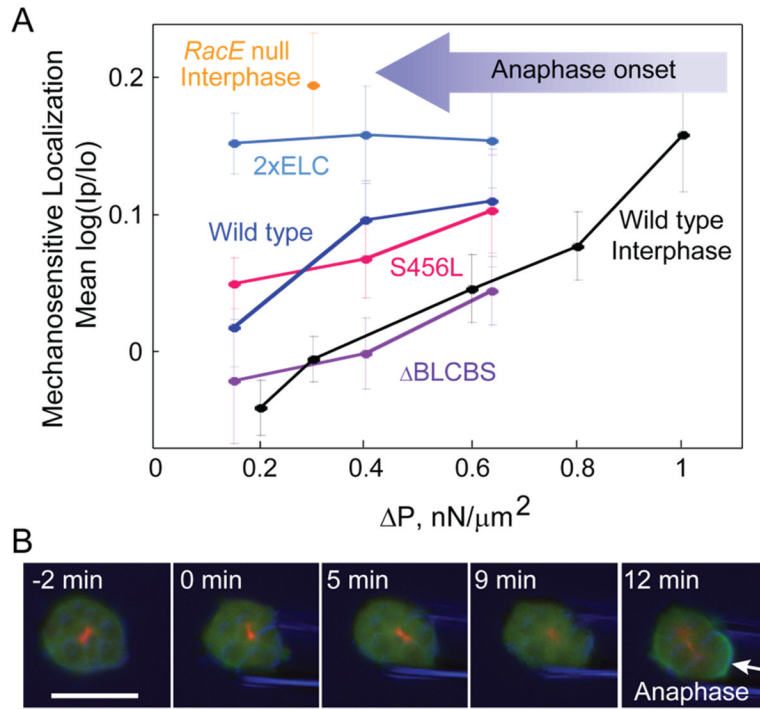 A
Mechanosensitive Localization
Mean log(Ip/Io)
0.2
0.1
0
RacE null
Interphase
Anaphase onset
2xELC
Wild type
S456L
Wild type
Interphase
ΔBLCBS
0 0.2 0.4 0.6 0.8 1
ΔP, nN/μm²
B
-2 min
0 min
5 min
9 min
12 min
Anaphase